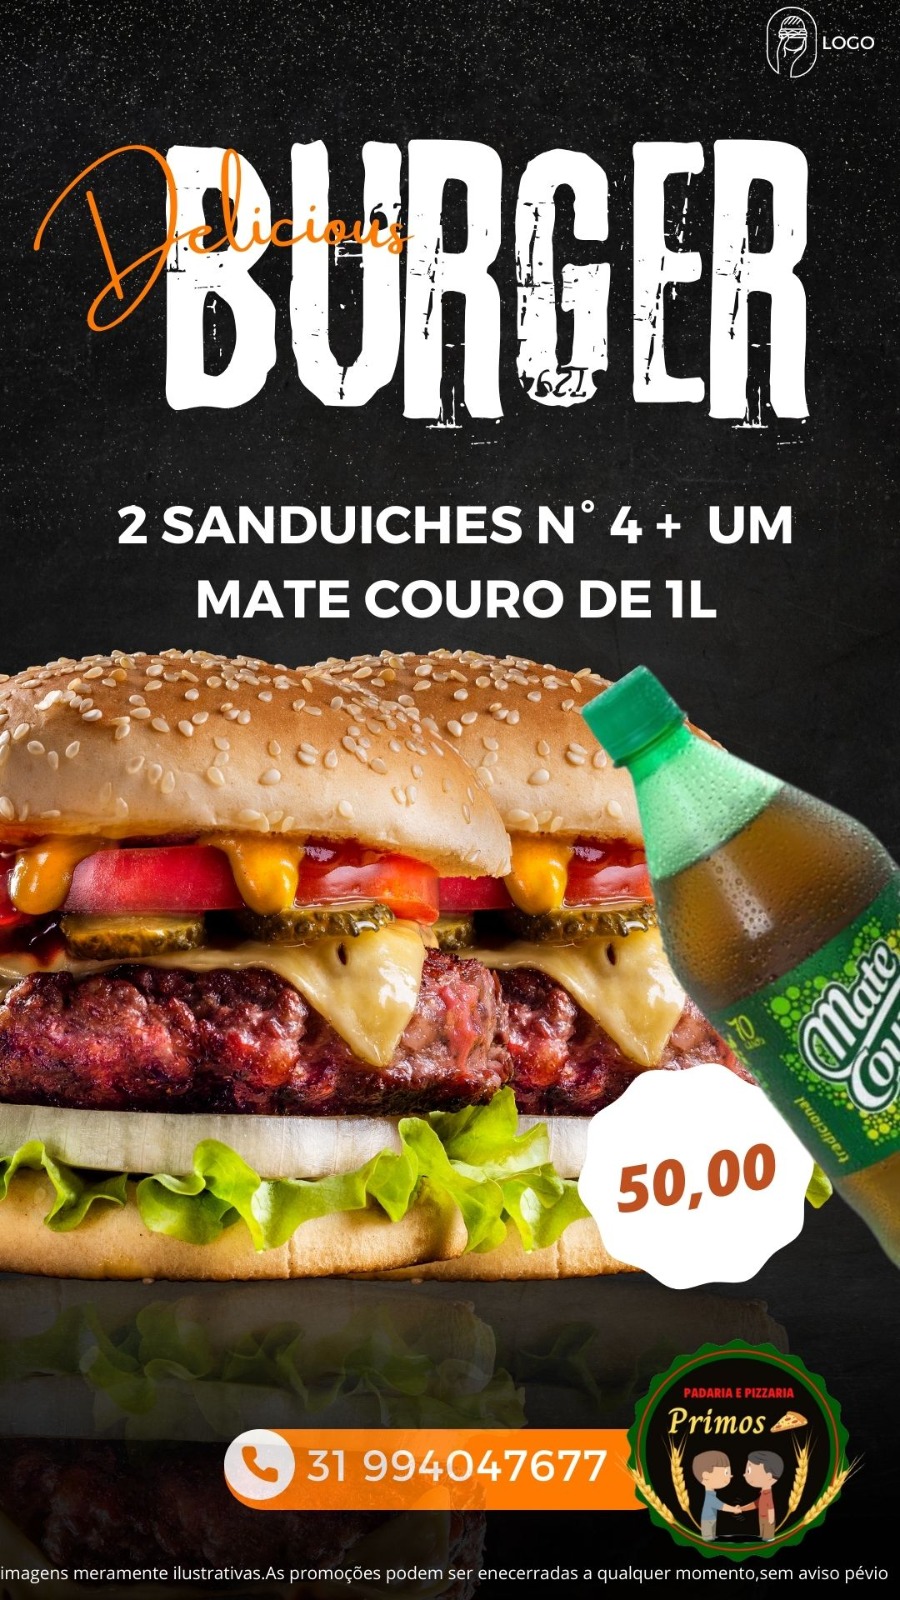 LOGO
Delicious
BURGER
2 SANDUICHES N° 4 + UM
MATE COURO DE 1L
Mate
tradicional
50,00
PADARIA E PIZZARIA
Primos
31 994047677
imagens meramente ilustrativas.As promoções podem ser enecerradas a qualquer momento,sem aviso pévio